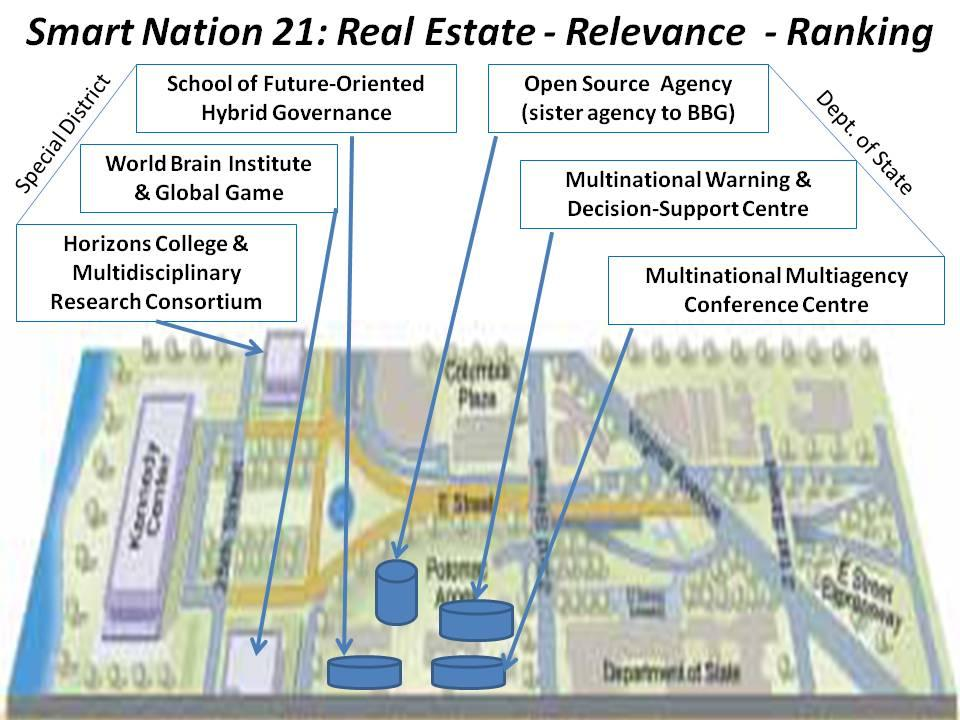 Smart Nation 21: Real Estate - Relevance - Ranking
Special District
School of Future-Oriented
Hybrid Governance
World Brain Institute
& Global Game
Horizons College &
Multidisciplinary
Research Consortium
Open Source Agency
(sister agency to BBG)
Dept. of State
Multinational Warning &
Decision-Support Centre
Multinational Multiagency
Conference Centre
Columbia
Plaza
Kennedy
Center
Virginia Avenue
E Street
Street
Street
E Street
Expressway
Department of State